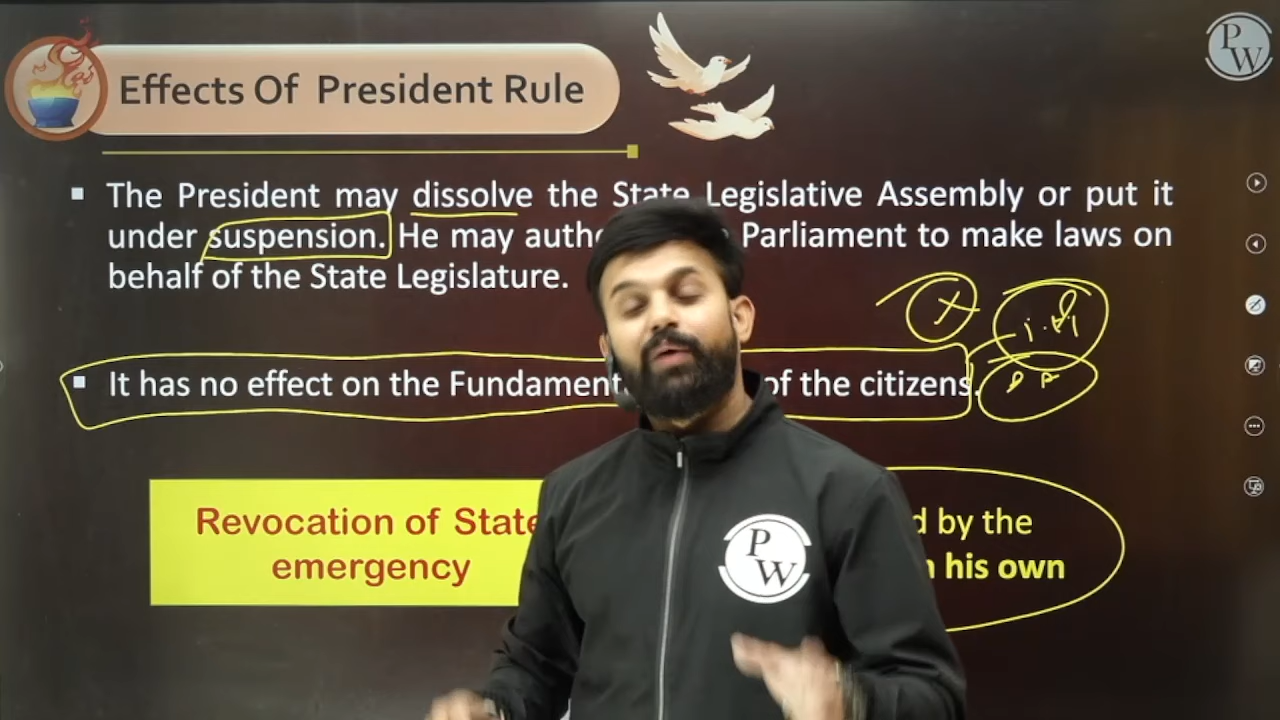 Effects Of President Rule
PW
The President may dissolve the State Legislative Assembly or put it
under suspension. He may Parliament to make laws on
behalf of the State Legislature.
It has no effect on the of the citizens.
Revocation of State
emergency
by the
his own
PW